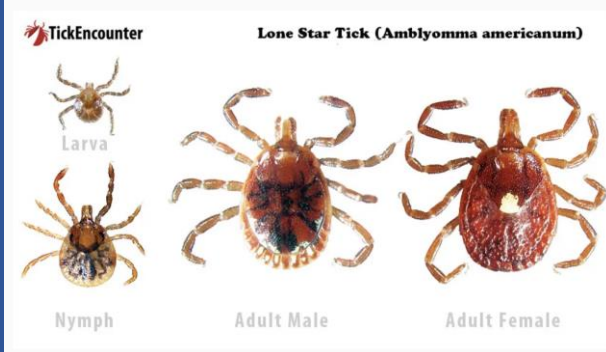 TickEncounter
Lone Star Tick (Amblyomma americanum)
Larva
Nymph
Adult Male
Adult Female